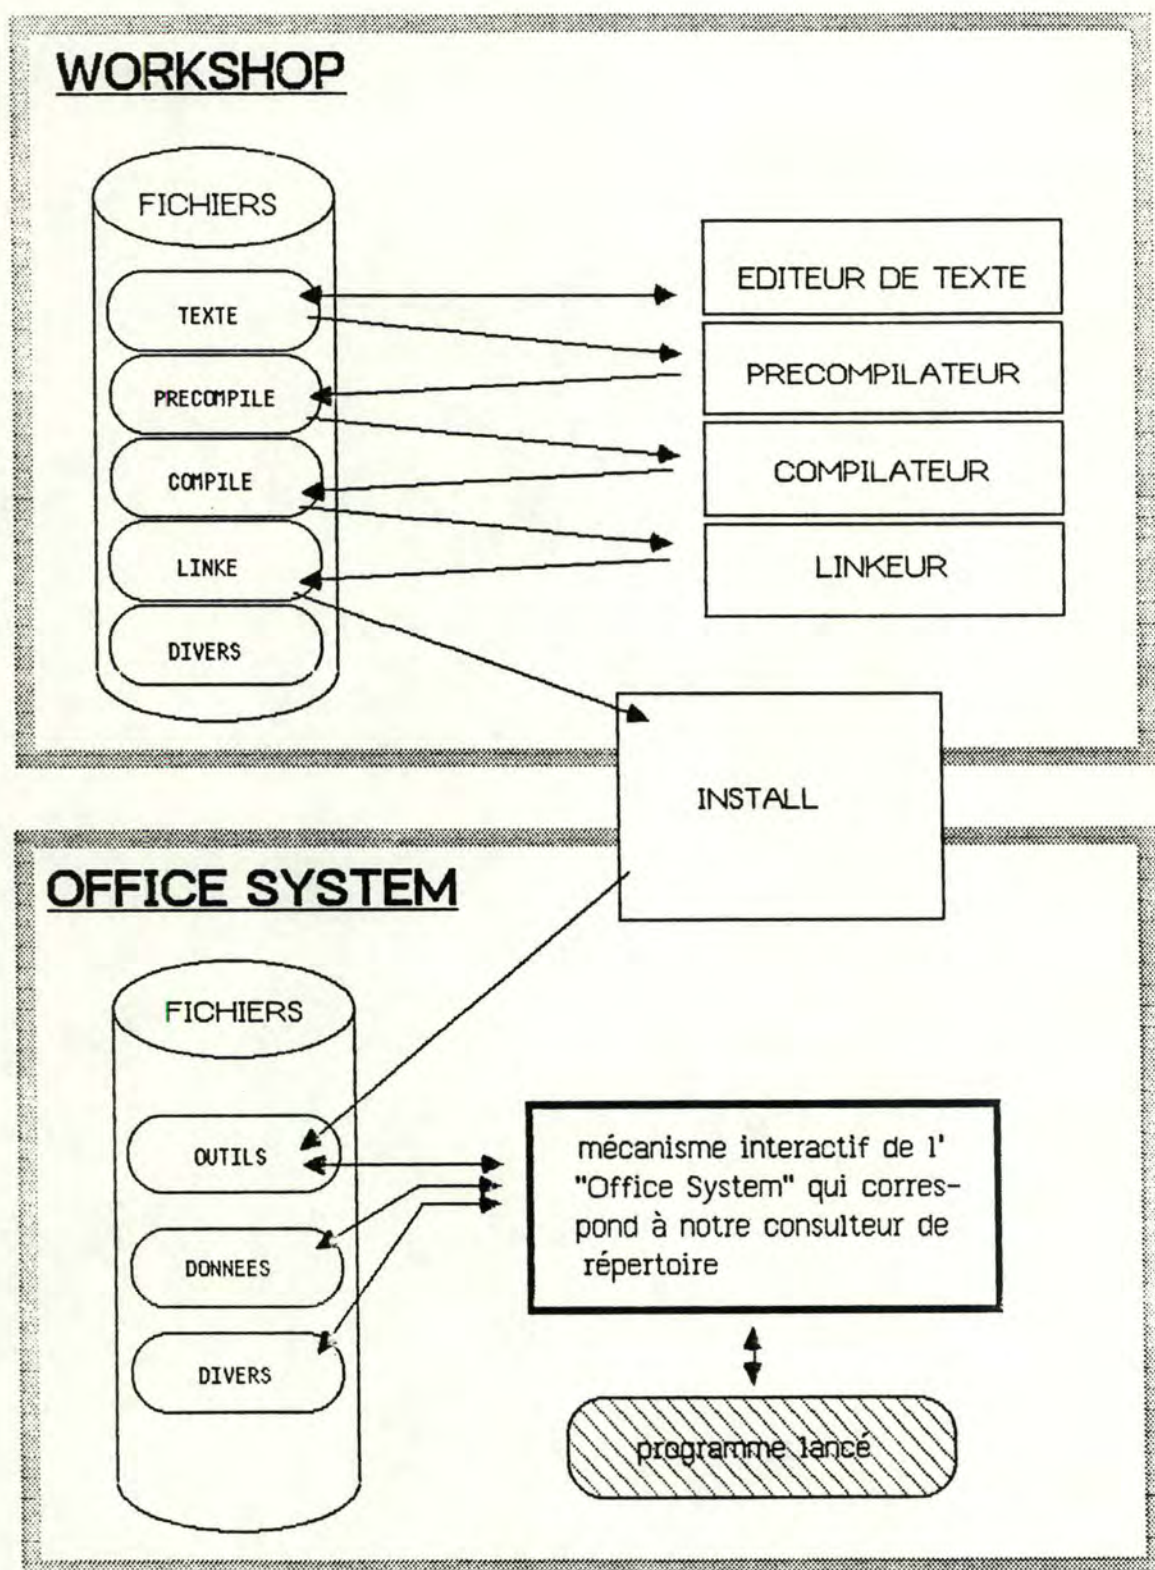 WORKSHOP
FICHIERS
TEXTE
PRECOMPILE
COMPILE
LINKE
DIVERS
EDITEUR DE TEXTE
PRECOMPILATEUR
COMPILATEUR
LINKEUR
INSTALL
OFFICE SYSTEM
FICHIERS
OUTILS
DONNEES
DIVERS
mécanisme interactif de l'
"Office System" qui corres-
pond à notre consulteur de
répertoire
programme lancé